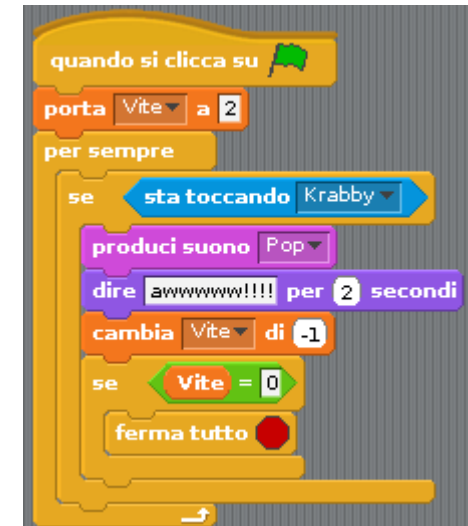 quando si clicca su
porta Vite a 2
per sempre
se sta toccando Krabby
produci suono Pop
dire awwwww!!!! per 2 secondi
cambia Vite di -1
se Vite = 0
ferma tutto